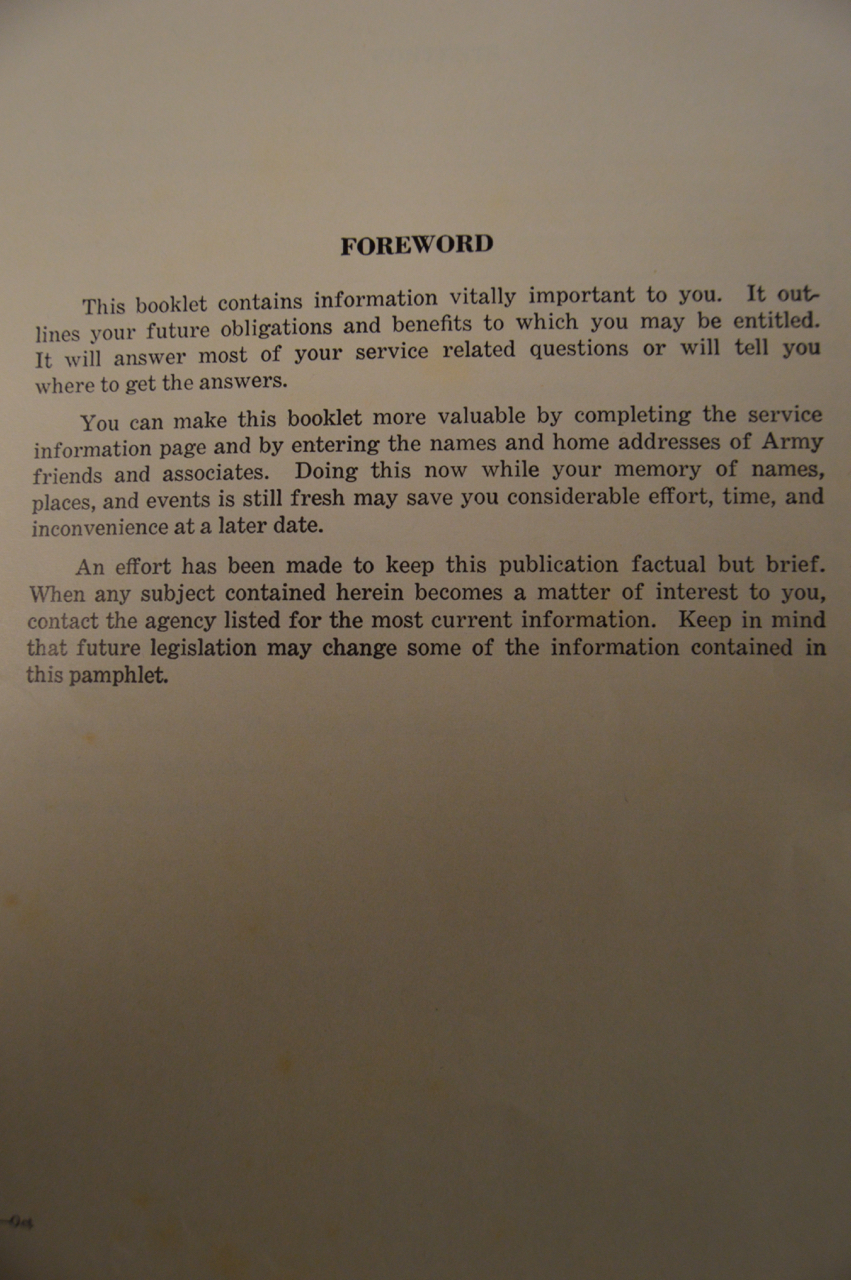 FOREWORD
This booklet contains information vitally important to you. It out-
lines your future obligations and benefits to which you may be entitled.
It will answer most of your service related questions or will tell you
where to get the answers.
You can make this booklet more valuable by completing the service
information page and by entering the names and home addresses of Army
friends and associates. Doing this now while your memory of names,
places, and events is still fresh may save you considerable effort, time, and
inconvenience at a later date.
An effort has been made to keep this publication factual but brief.
When any subject contained herein becomes a matter of interest to you,
contact the agency listed for the most current information. Keep in mind
that future legislation may change some of the information contained in
this pamphlet.